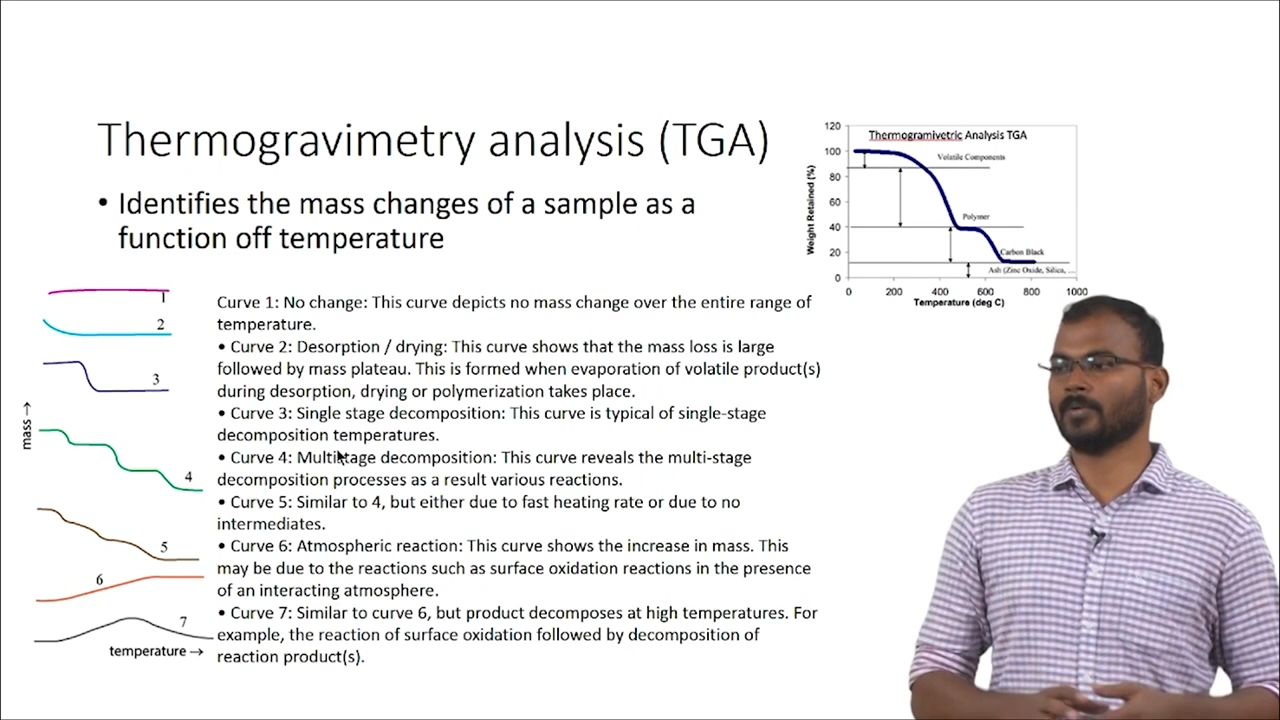 Thermogravimetry analysis (TGA)
• Identifies the mass changes of a sample as a
function off temperature
1
2
3
4
5
6
7
mass →
temperature →
Curve 1: No change: This curve depicts no mass change over the entire range of
temperature.
• Curve 2: Desorption / drying: This curve shows that the mass loss is large
followed by mass plateau. This is formed when evaporation of volatile product(s)
during desorption, drying or polymerization takes place.
• Curve 3: Single stage decomposition: This curve is typical of single-stage
decomposition temperatures.
• Curve 4: Multistage decomposition: This curve reveals the multi-stage
decomposition processes as a result various reactions.
• Curve 5: Similar to 4, but either due to fast heating rate or due to no
intermediates.
• Curve 6: Atmospheric reaction: This curve shows the increase in mass. This
may be due to the reactions such as surface oxidation reactions in the presence
of an interacting atmosphere.
• Curve 7: Similar to curve 6, but product decomposes at high temperatures. For
example, the reaction of surface oxidation followed by decomposition of
reaction product(s).
Thermogramivetric Analysis TGA
Weight Retained (%)
120
100
80
60
40
20
0
Volatile Components
Polymer
Carbon Black
Ash (Zinc Oxide, Silica, ...
0 200 400 600 800 1000
Temperature (deg C)